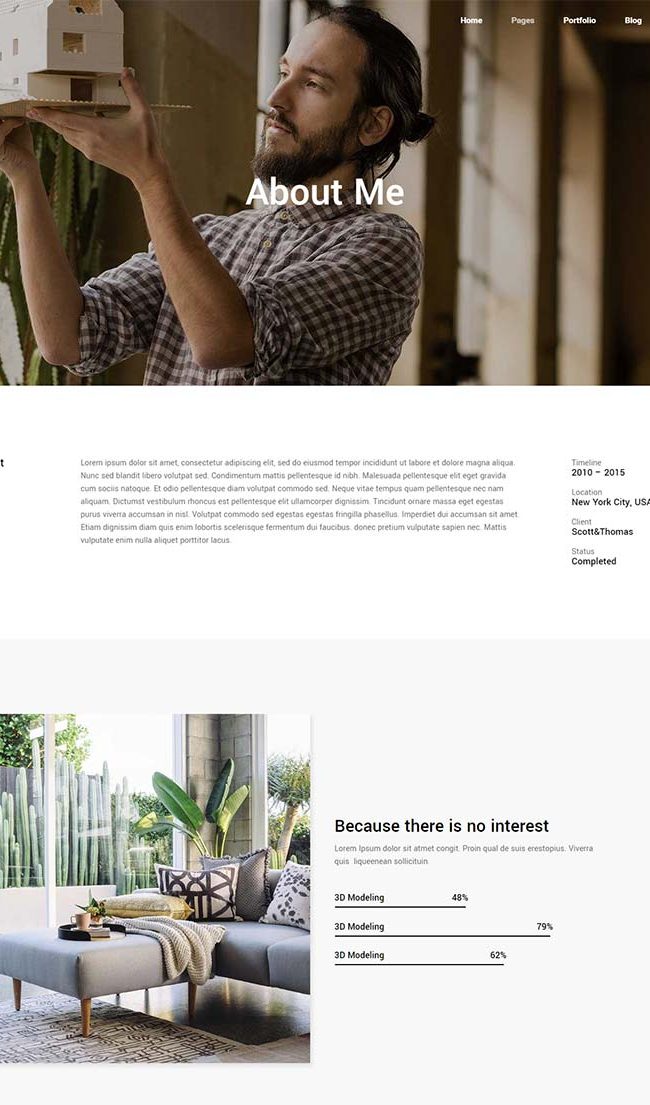 Home Pages Portfolio Blog
About Me
t
Lorem ipsum dolor sit amet, consectetur adipiscing elit, sed do eiusmod tempor incididunt ut labore et dolore magna aliqua.
Nunc sed blandit libero volutpat sed. Condimentum mattis pellentesque id nibh. Malesuada pellentesque elit eget gravida
cum sociis natoque. Et odio pellentesque diam volutpat commodo sed. Neque vitae tempus quam pellentesque nec nam
aliquam. Dictumst vestibulum rhoncus est pellentesque elit ullamcorper dignissim. Tincidunt ornare massa eget egestas
purus viverra accumsan in nisl. Volutpat commodo sed egestas egestas fringilla phasellus. Imperdiet dui accumsan sit amet.
Etiam dignissim diam quis enim lobortis scelerisque fermentum dui faucibus. donec pretium vulputate sapien nec. Mattis
vulputate enim nulla aliquet porttitor lacus.
Timeline
2010 – 2015
Location
New York City, USA
Client
Scott&Thomas
Status
Completed
Because there is no interest
Lorem Ipsum dolor sit atmet congit. Proin qual de suis erestopius. Viverra
quis liqueenean sollicituin
3D Modeling 48%
3D Modeling 79%
3D Modeling 62%